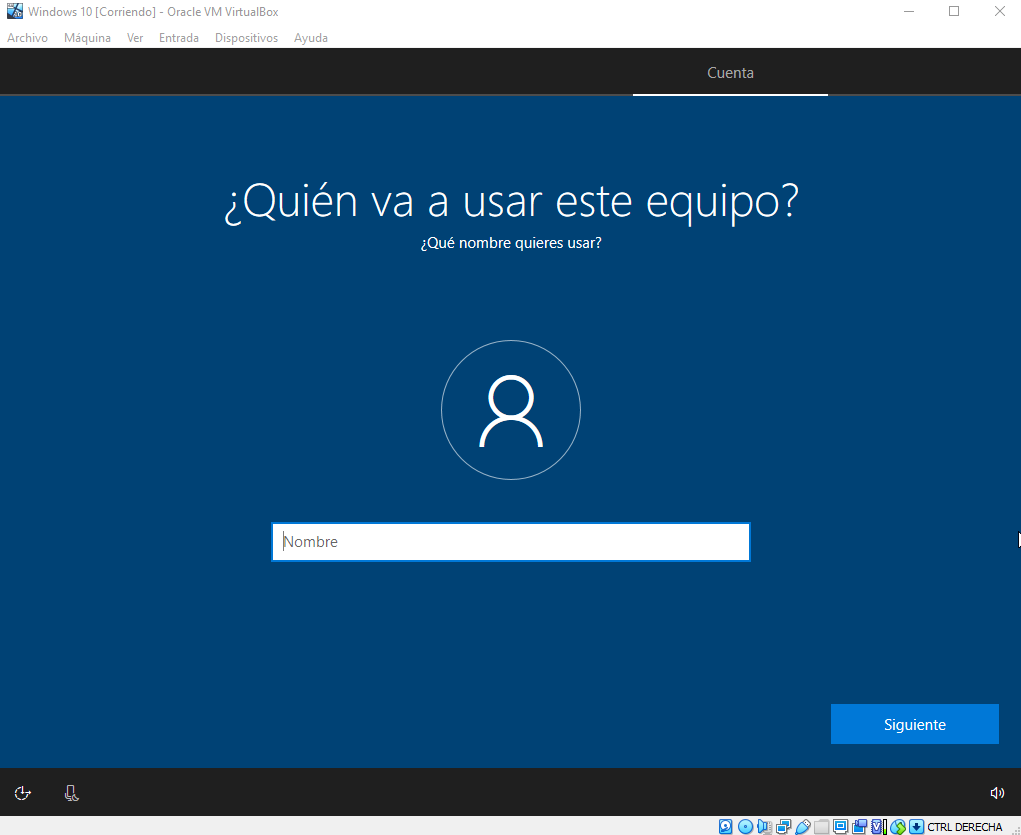 Windows 10 [Corriendo] - Oracle VM VirtualBox
Archivo Máquina Ver Entrada Dispositivos Ayuda
Cuenta
¿Quién va a usar este equipo?
¿Qué nombre quieres usar?
Nombre
Siguiente
CTRL DERECHA